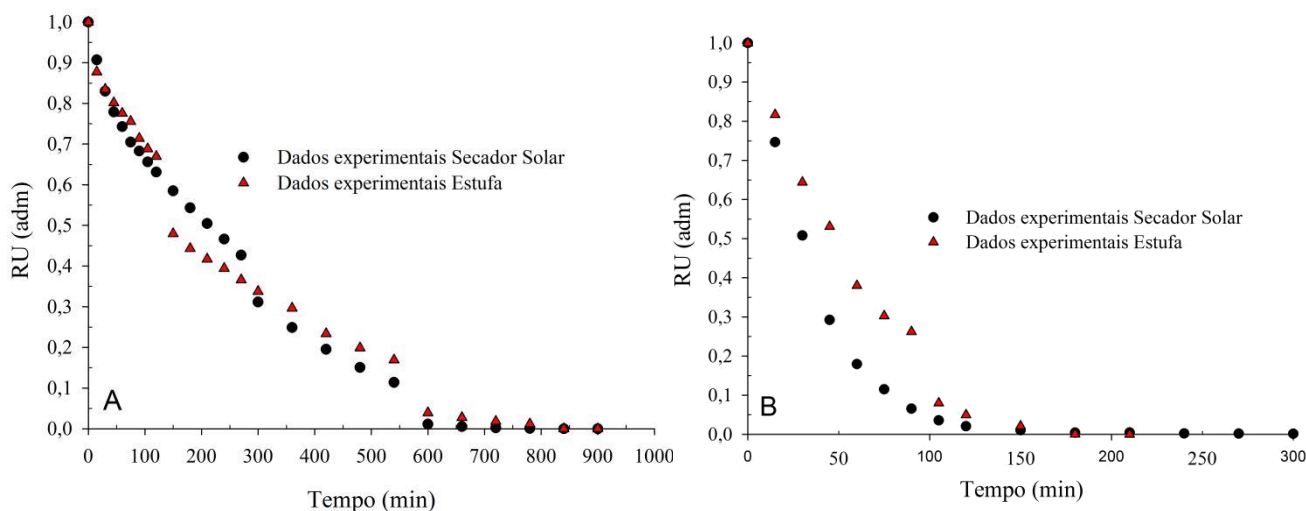 1,0
0,9
0,8
0,7
0,6
0,5
0,4
0,3
0,2
0,1
0,0
RU (adm)
Dados experimentais Secador Solar
Dados experimentais Estufa
A
0 100 200 300 400 500 600 700 800 900 1000
Tempo (min)
1,0
0,9
0,8
0,7
0,6
0,5
0,4
0,3
0,2
0,1
0,0
RU (adm)
Dados experimentais Secador Solar
Dados experimentais Estufa
B
0 50 100 150 200 250 300
Tempo (min)